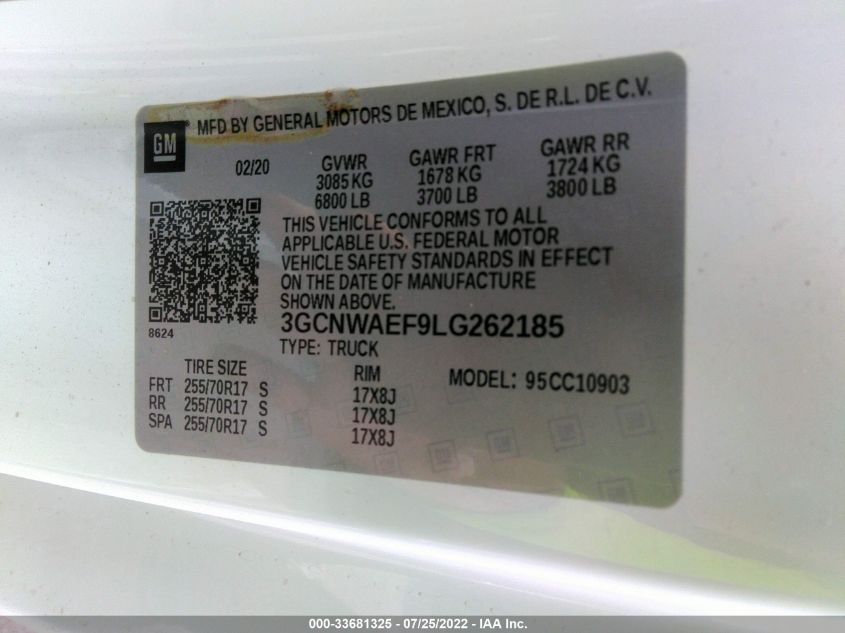 GM
MFD BY GENERAL MOTORS DE MEXICO, S. DE R.L. DE C.V.
02/20 GVWR GAWR FRT GAWR RR
3085 KG 1678 KG 1724 KG
6800 LB 3700 LB 3800 LB
THIS VEHICLE CONFORMS TO ALL
APPLICABLE U.S. FEDERAL MOTOR
VEHICLE SAFETY STANDARDS IN EFFECT
ON THE DATE OF MANUFACTURE
SHOWN ABOVE.
8624
3GCNWAEF9LG262185
TYPE: TRUCK
TIRE SIZE RIM MODEL: 95CC10903
FRT 255/70R17 S 17X8J
RR 255/70R17 S 17X8J
SPA 255/70R17 S 17X8J
000-33681325 - 07/25/2022 - IAA Inc.